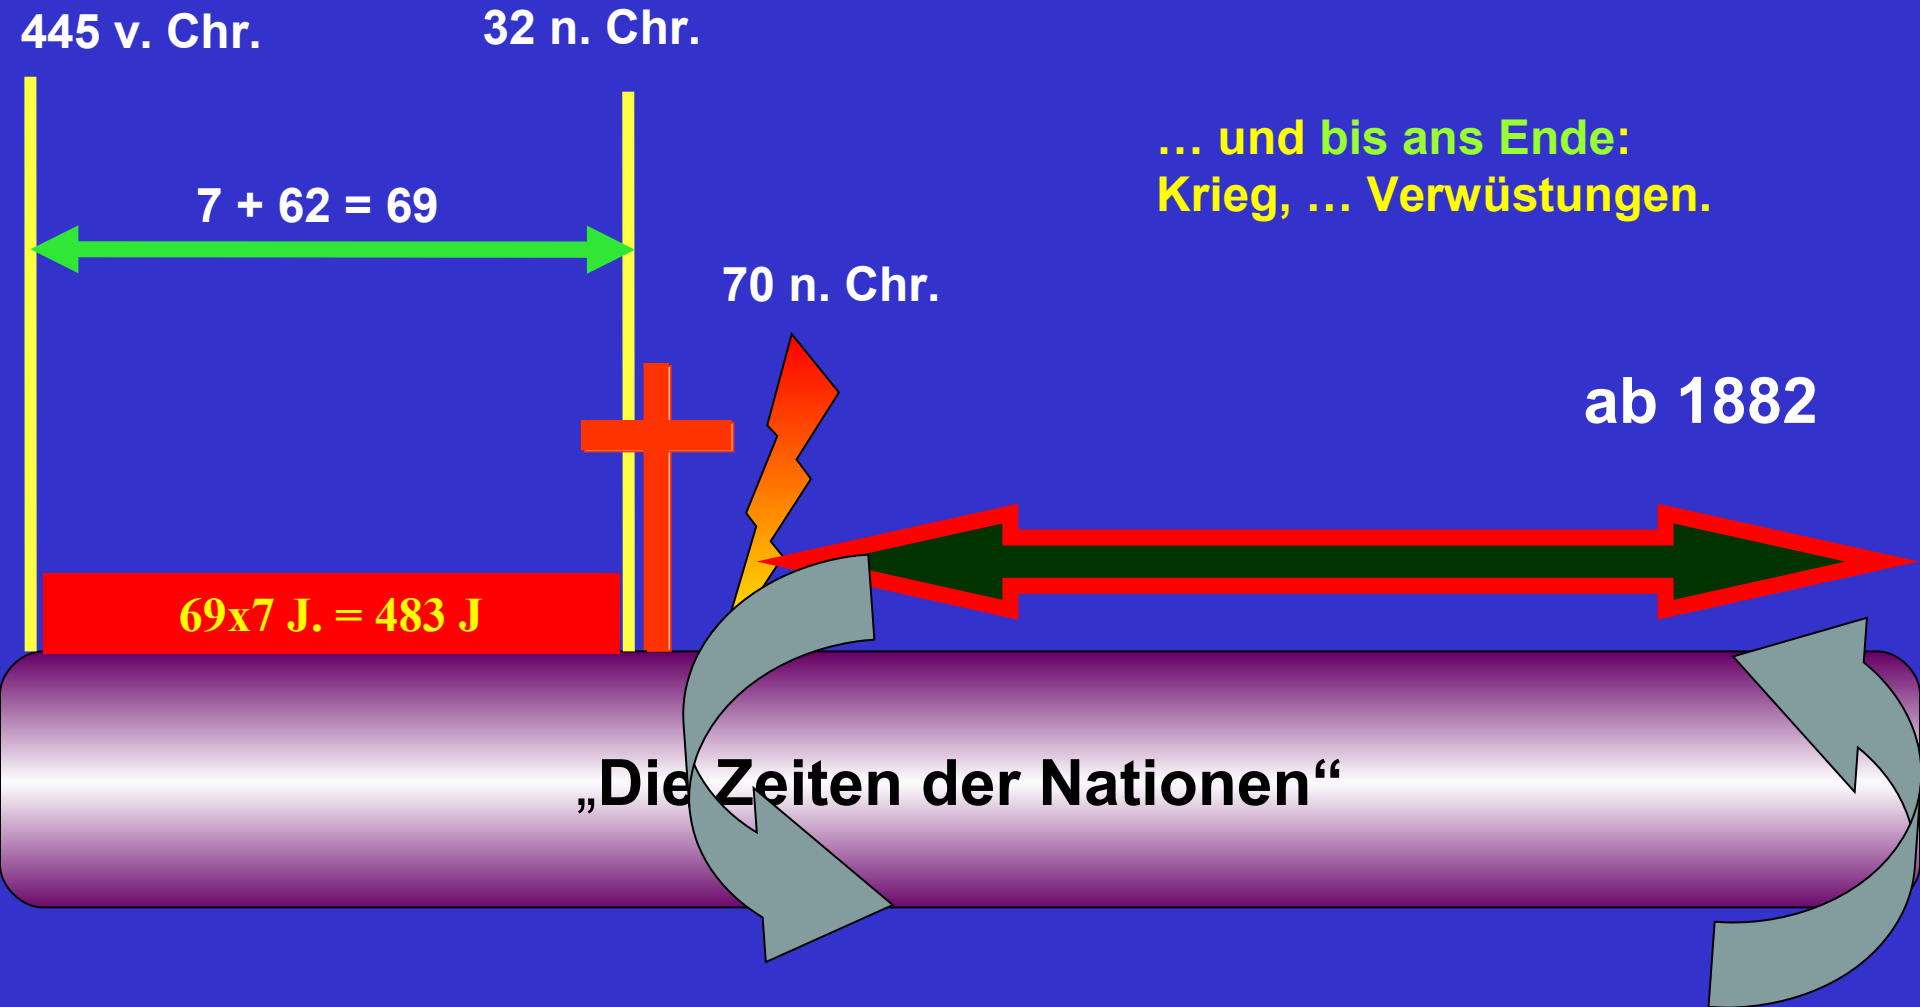 445 v. Chr.
32 n. Chr.
… und bis ans Ende:
Krieg, … Verwüstungen.
7 + 62 = 69
70 n. Chr.
ab 1882
69x7 J. = 483 J
„Die Zeiten der Nationen“